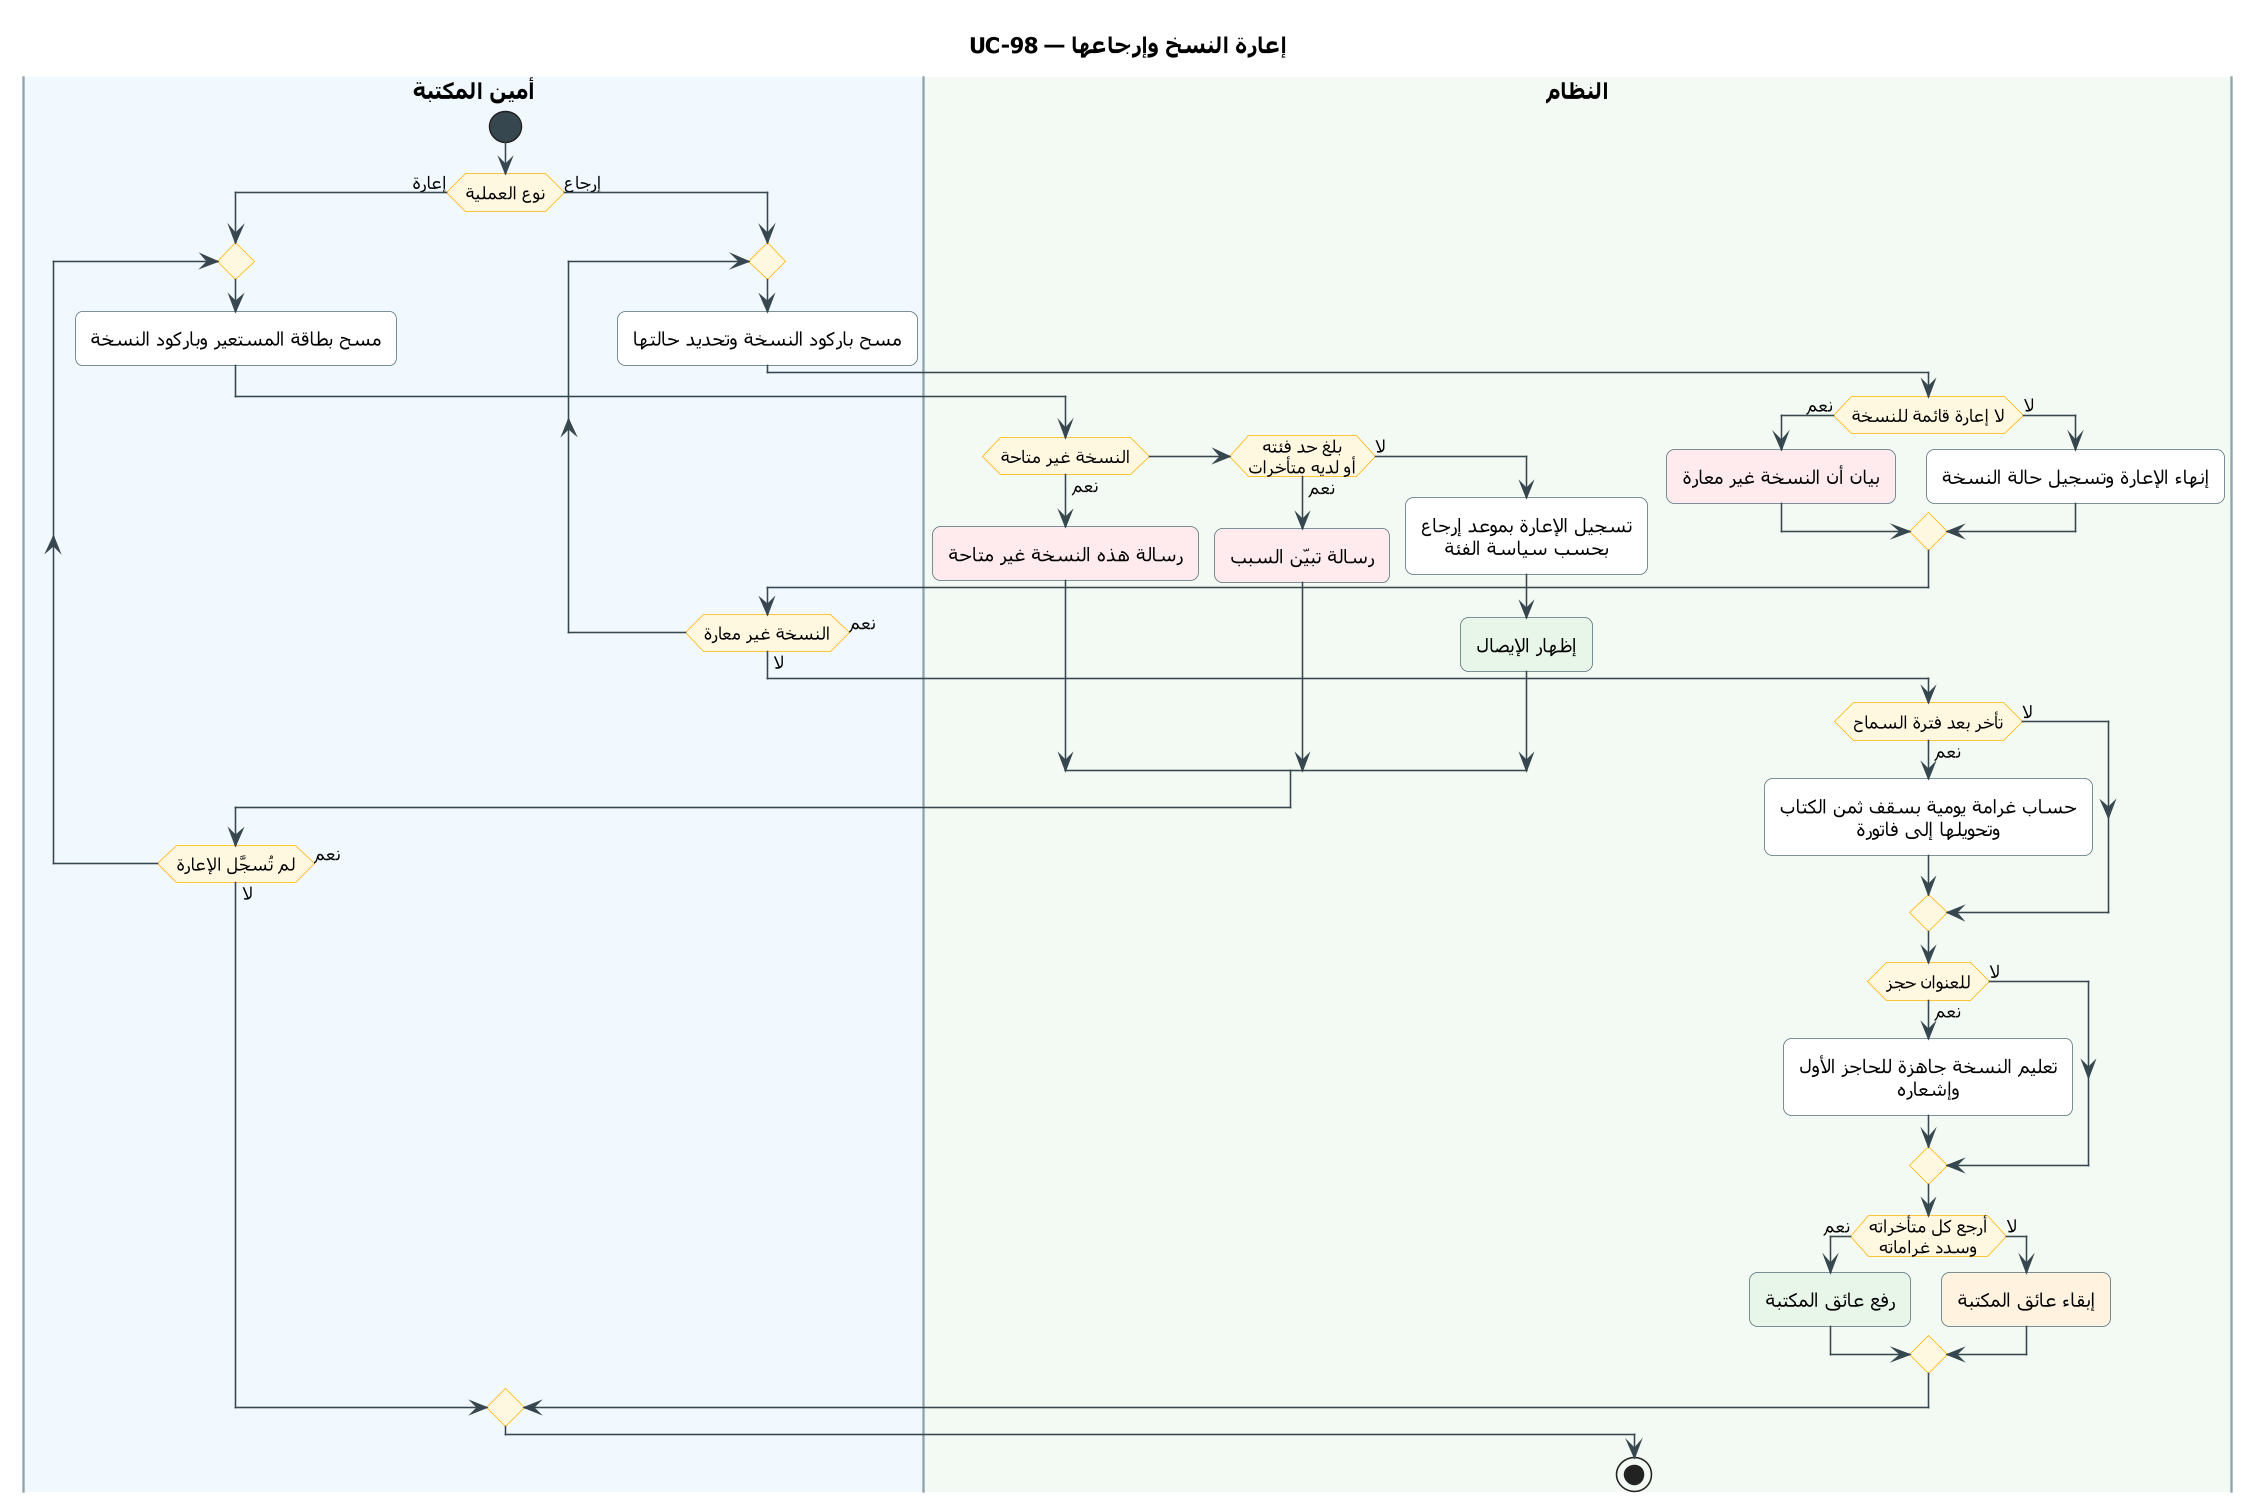 إعارة النسخ وإرجاعها — UC-98
أمين المكتبة
النظام
نوع العملية
إعارة
إرجاع
مسح بطاقة المستعير وباركود النسخة
مسح باركود النسخة وتحديد حالتها
لا إعارة قائمة للنسخة
نعم
لا
بيان أن النسخة غير معارة
إنهاء الإعارة وتسجيل حالة النسخة
النسخة غير متاحة
نعم
بلغ حد فئته
أو لديه متأخرات
لا
نعم
رسالة هذه النسخة غير متاحة
رسالة تبيّن السبب
تسجيل الإعارة بموعد إرجاع
بحسب سياسة الفئة
إظهار الإيصال
النسخة غير معارة
نعم
لا
تأخر بعد فترة السماح
لا
نعم
حساب غرامة يومية بسقف ثمن الكتاب
وتحويلها إلى فاتورة
لم تُسجَّل الإعارة
نعم
لا
للعنوان حجز
لا
نعم
تعليم النسخة جاهزة للحاجز الأول
وإشعاره
أرجع كل متأخراته
وسدد غراماته
نعم
لا
رفع عائق المكتبة
إبقاء عائق المكتبة